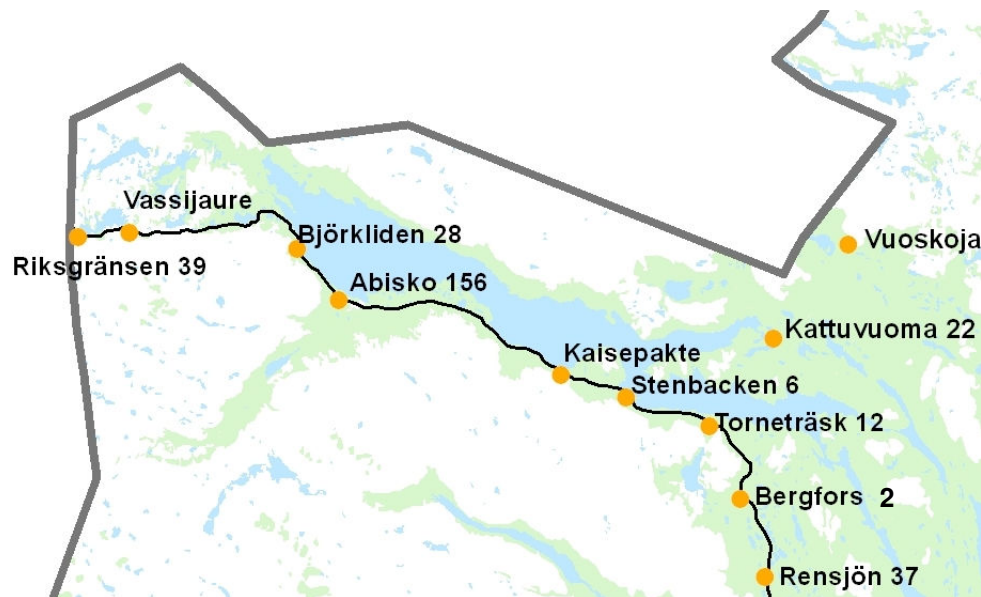 Vassijaure
Björkliden 28
Vuoskoja
Riksgränsen 39
Abisko 156
Kattuvuoma 22
Kaisepakte
Stenbacken 6
Torneträsk 12
Bergfors 2
Rensjön 37